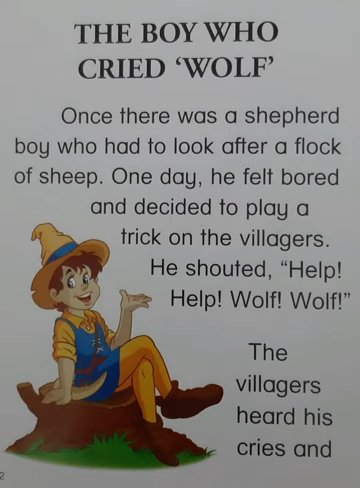 THE BOY WHO
CRIED ‘WOLF’
Once there was a shepherd
boy who had to look after a flock
of sheep. One day, he felt bored
and decided to play a
trick on the villagers.
He shouted, “Help!
Help! Wolf! Wolf!”
The
villagers
heard his
cries and
2